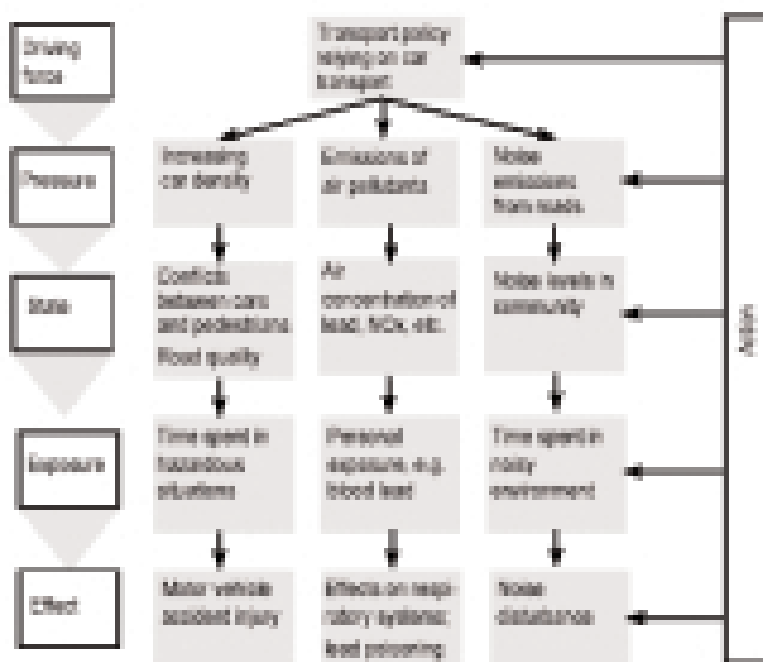 Driving
force
Transport policy
relying on car
transport
Pressure
Increasing
car density
Emissions of
air pollutants
Noise
emissions
from roads
State
Conflicts
between cars
and pedestrians
Road quality
Air
concentration of
lead, NOx, etc.
Noise levels in
community
Action
Exposure
Time spent in
hazardous
situations
Personal
exposure, e.g.
blood lead
Time spent in
noisy
environment
Effect
Motor vehicle
accident injury
Effects on respi-
ratory systems;
lead poisoning
Noise
disturbance